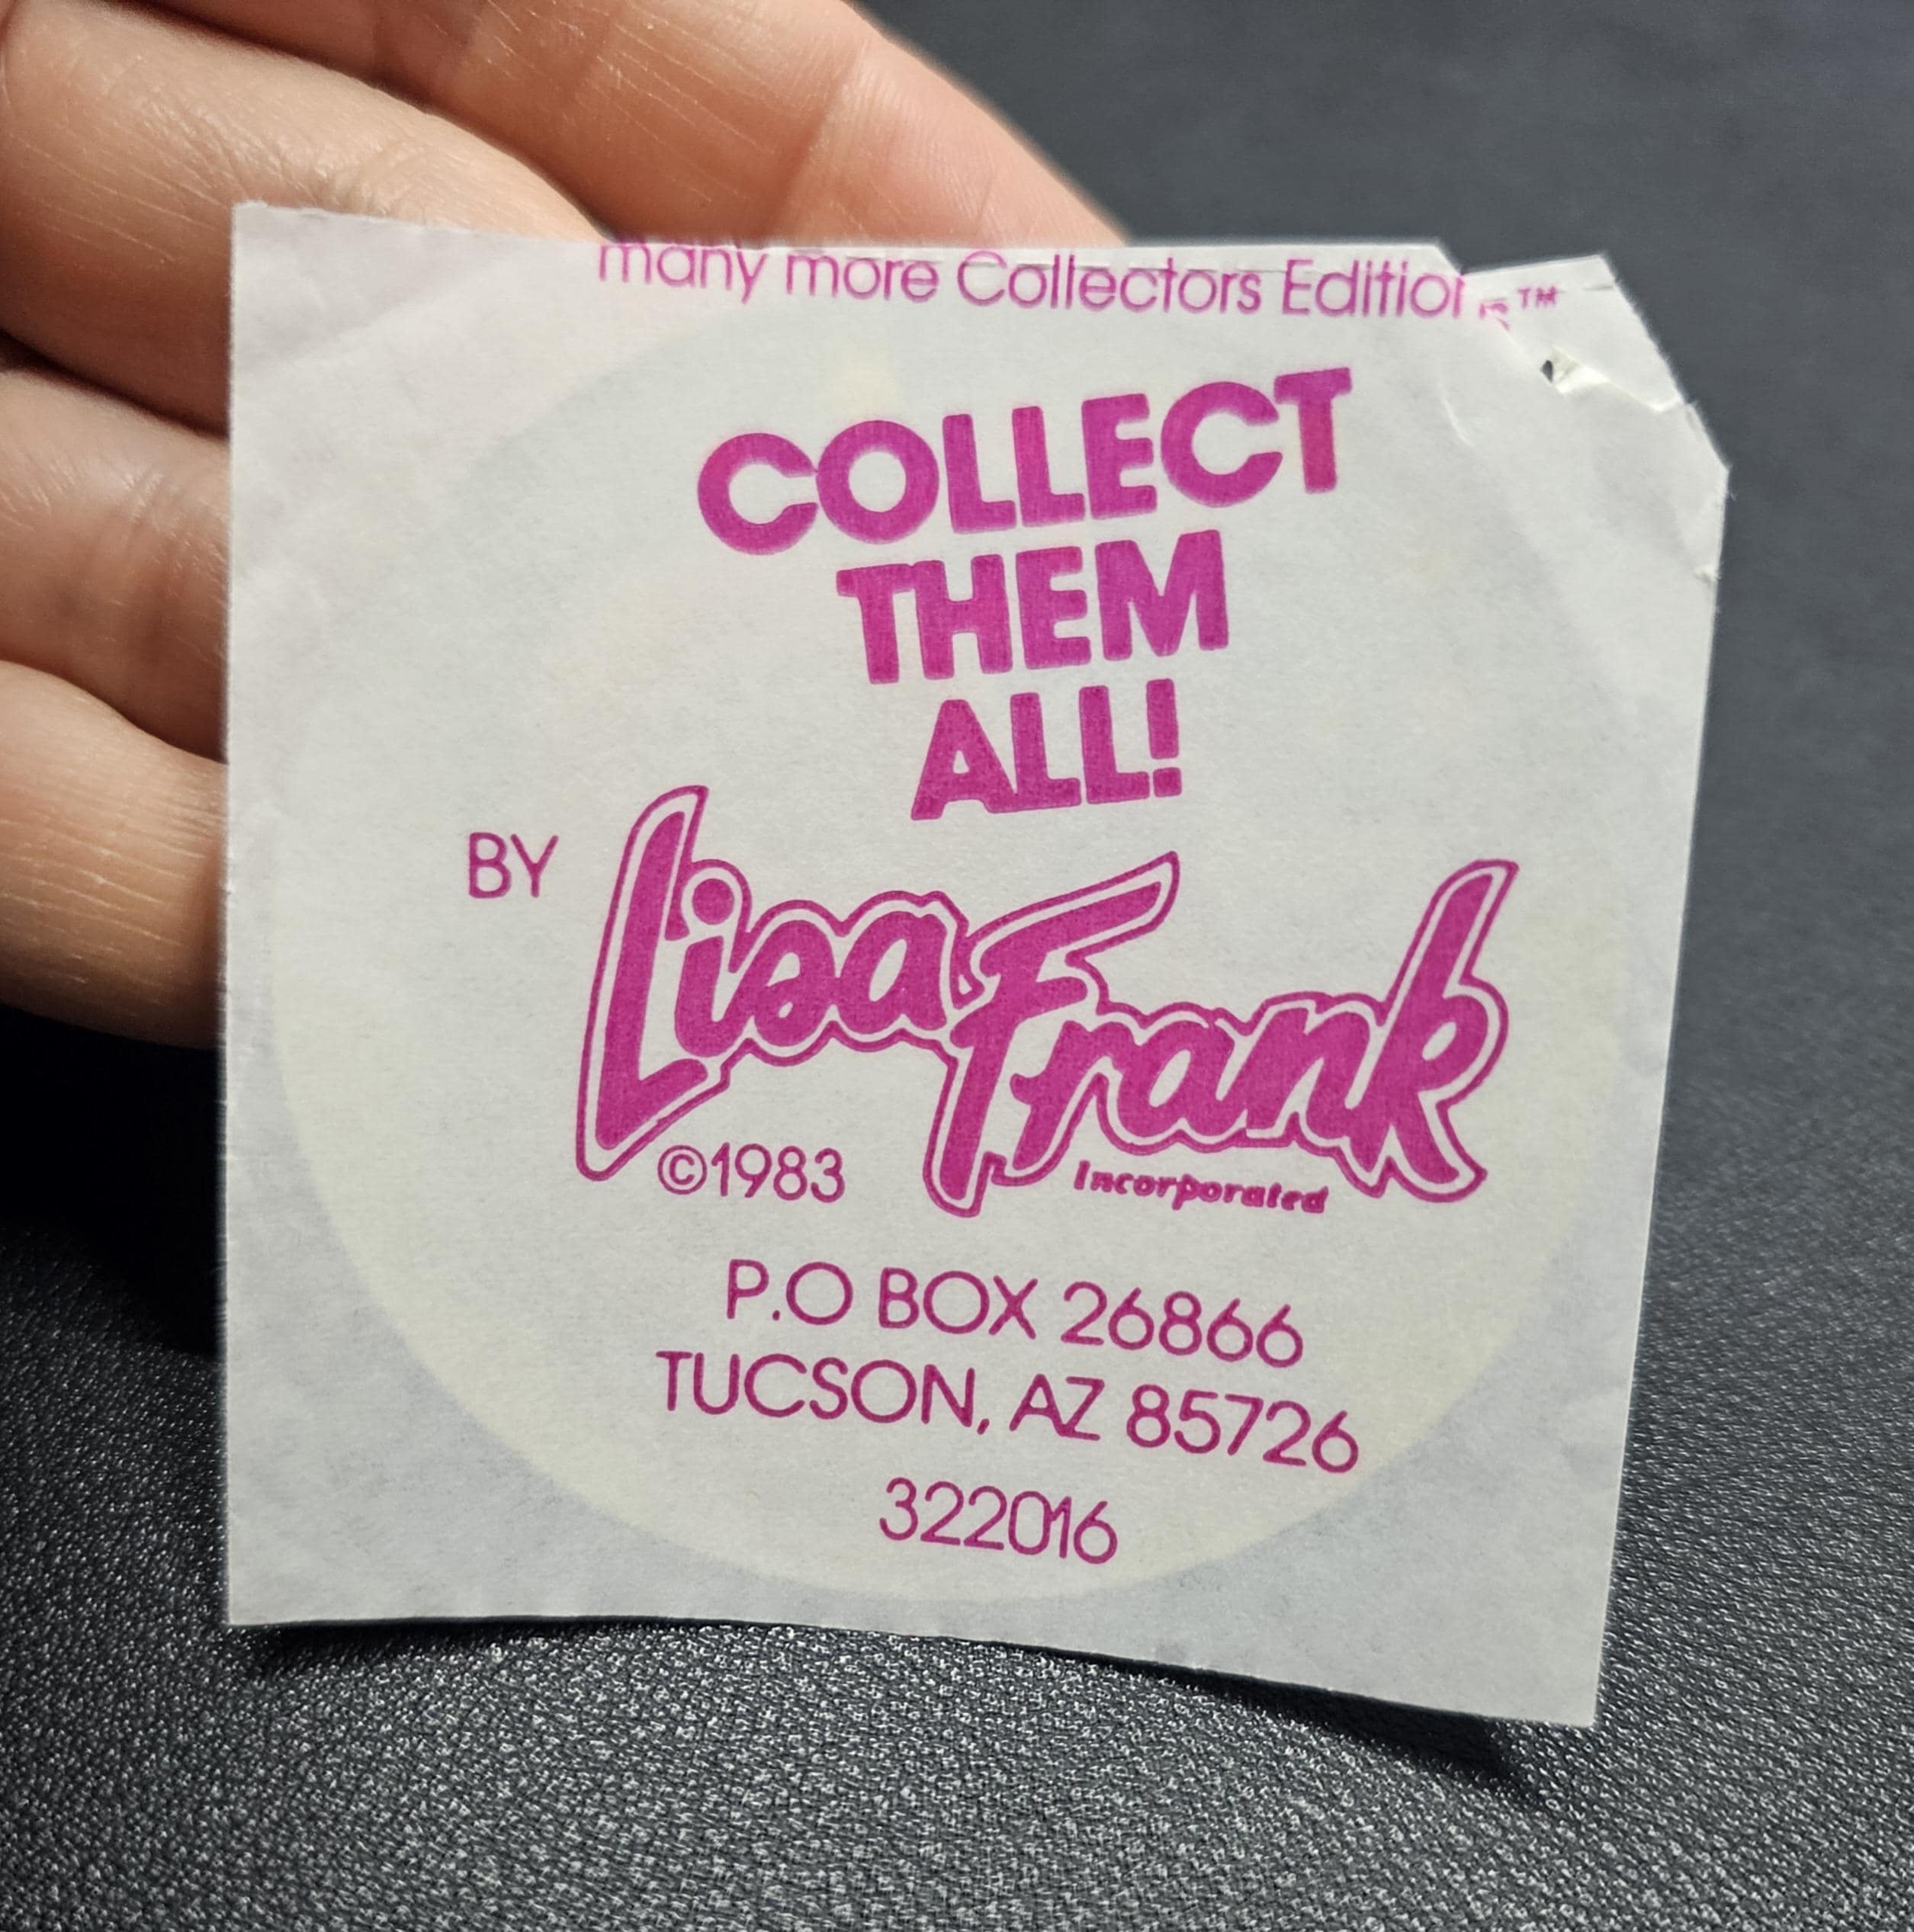 many more Collectors Editions™
COLLECT
THEM
ALL!
BY Lisa Frank
©1983 Incorporated
P.O BOX 26866
TUCSON, AZ 85726
322016